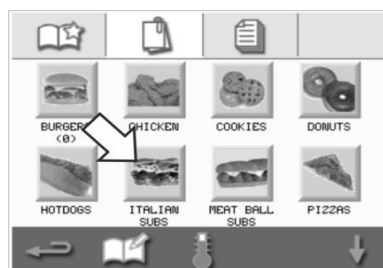 BURGERS CHICKEN COOKIES DONUTS
(0)
HOTDOGS ITALIAN MEAT BALL PIZZAS
SUBS SUBS